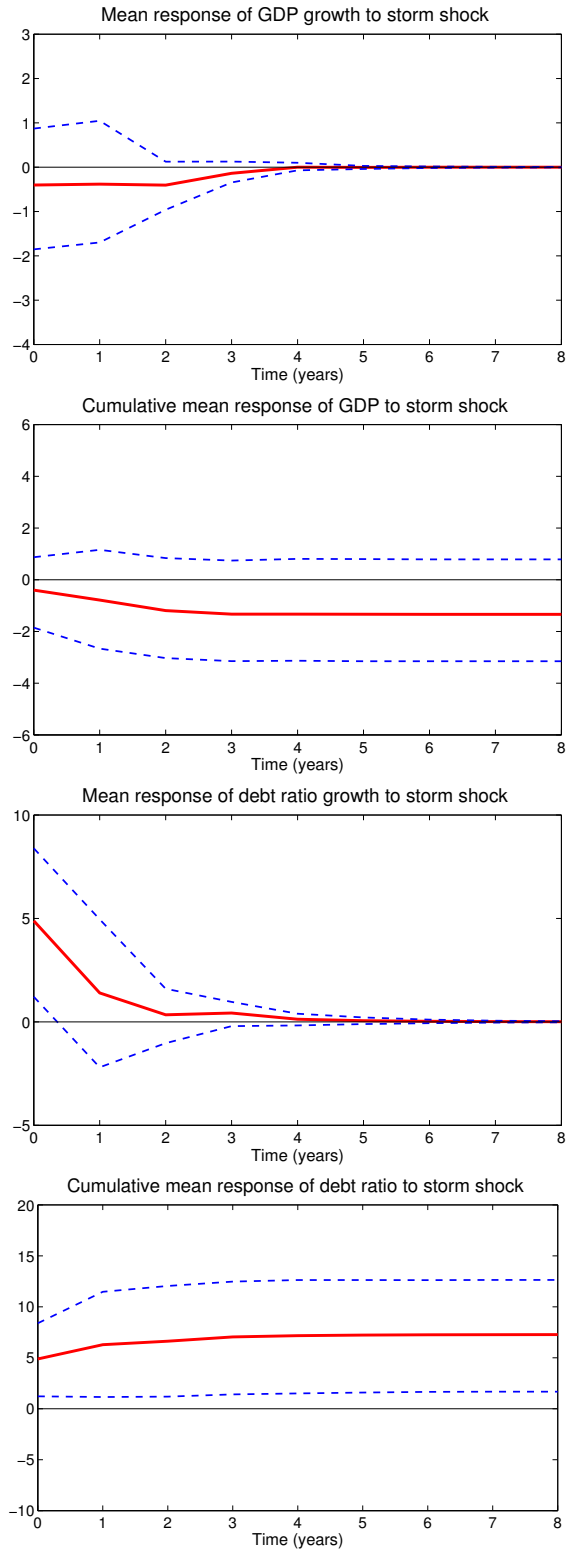 Mean response of GDP growth to storm shock
3
2
1
0
−1
−2
−3
−4
0 1 2 3 4 5 6 7 8
Time (years)
Cumulative mean response of GDP to storm shock
6
4
2
0
−2
−4
−6
0 1 2 3 4 5 6 7 8
Time (years)
Mean response of debt ratio growth to storm shock
10
5
0
−5
0 1 2 3 4 5 6 7 8
Time (years)
Cumulative mean response of debt ratio to storm shock
20
15
10
5
0
−5
−10
0 1 2 3 4 5 6 7 8
Time (years)